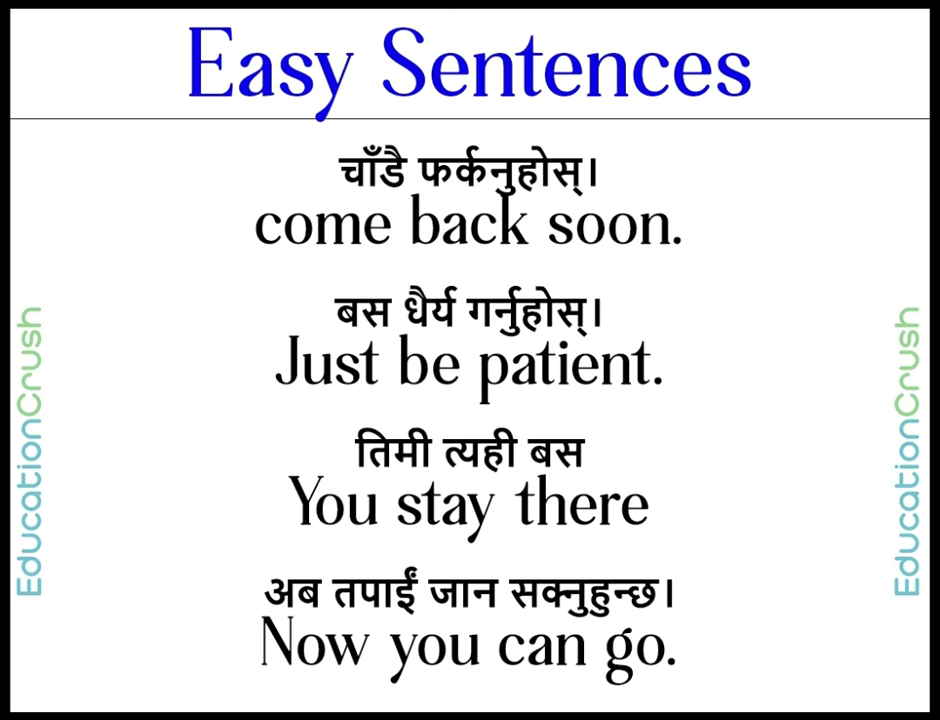 Easy Sentences
चाँडै फर्कनुहोस्।
come back soon.
बस धैर्य गर्नुहोस्।
Just be patient.
तिमी त्यही बस
You stay there
अब तपाईं जान सक्नुहुन्छ।
Now you can go.
EducationCrush
EducationCrush